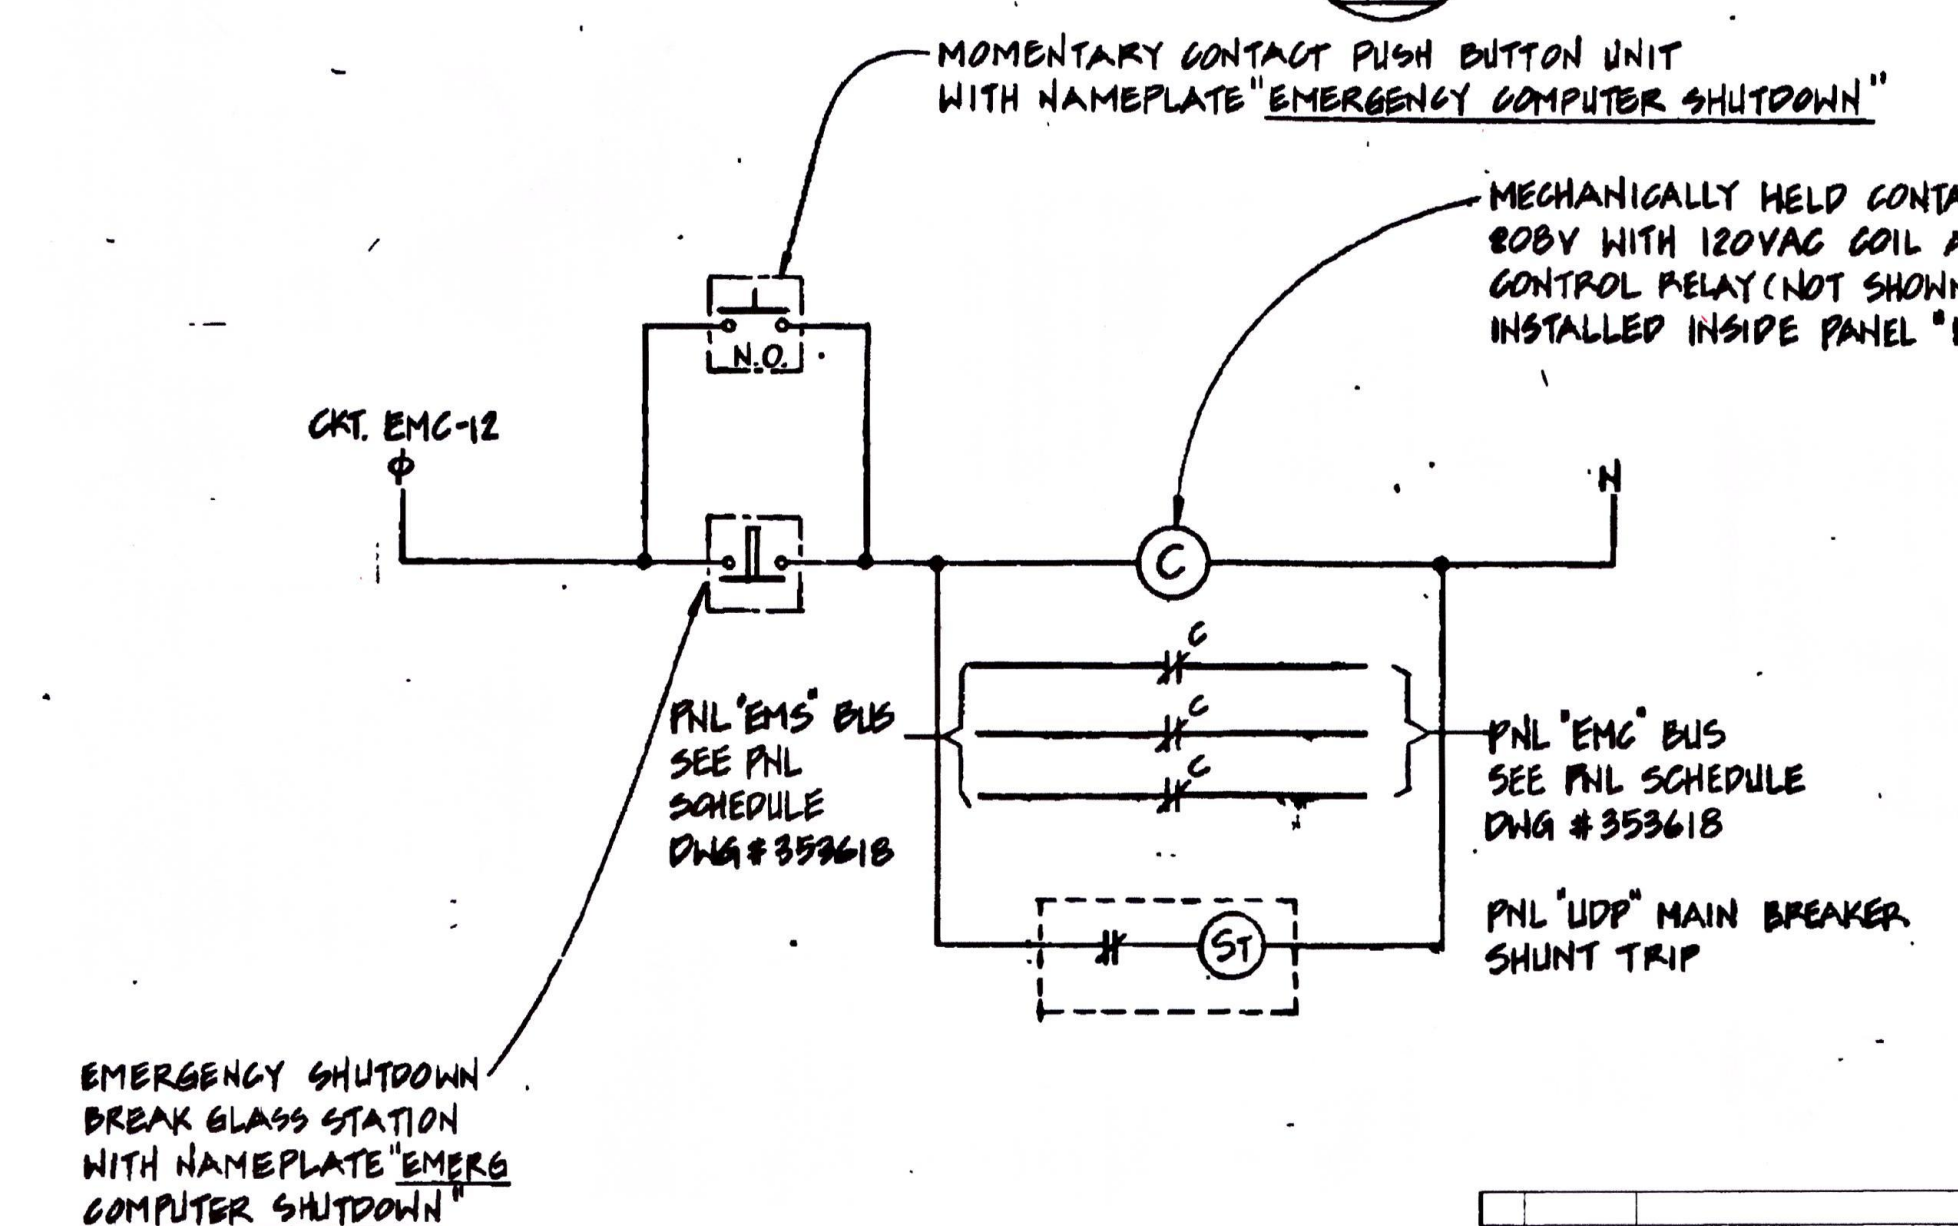 MOMENTARY CONTACT PUSH BUTTON UNIT
WITH NAMEPLATE "EMERGENCY COMPUTER SHUTDOWN"
MECHANICALLY HELD
208V WITH 120VAC COIL
CONTROL RELAY (NOT SHOWN
INSTALLED INSIDE PANEL "
N.O.
CKT. EMC-12
Φ
N
C
C
PNL "EMS" BUS
SEE PNL
SCHEDULE
DWG # 353618
C
C
PNL "EMC" BUS
SEE PNL SCHEDULE
DWG # 353618
ST
PNL "UDP" MAIN BREAKER
SHUNT TRIP
EMERGENCY SHUTDOWN
BREAK GLASS STATION
WITH NAMEPLATE "EMERG
COMPUTER SHUTDOWN"